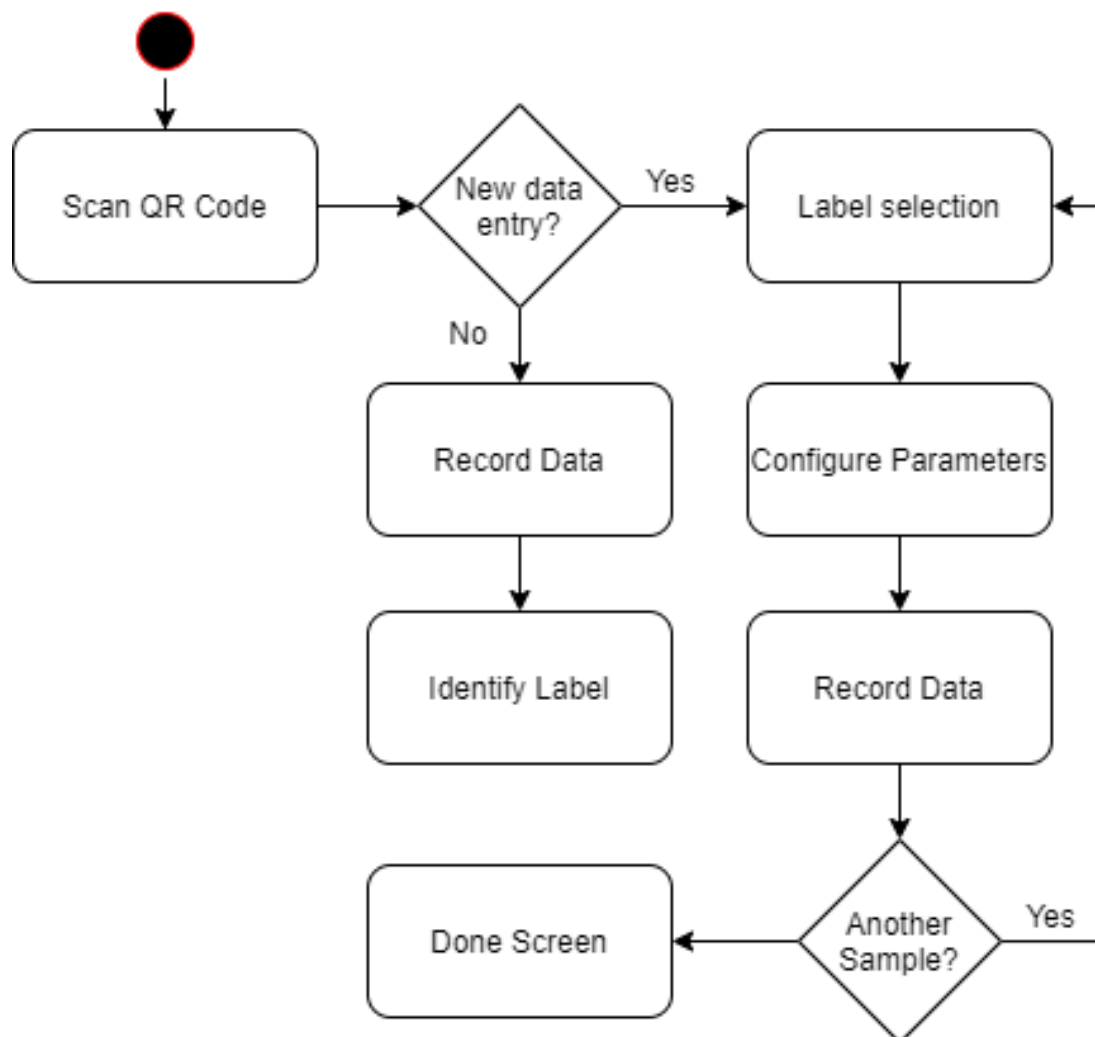 Scan QR Code
New data
entry?
Yes
Label selection
No
Record Data
Configure Parameters
Identify Label
Record Data
Done Screen
Another
Sample?
Yes